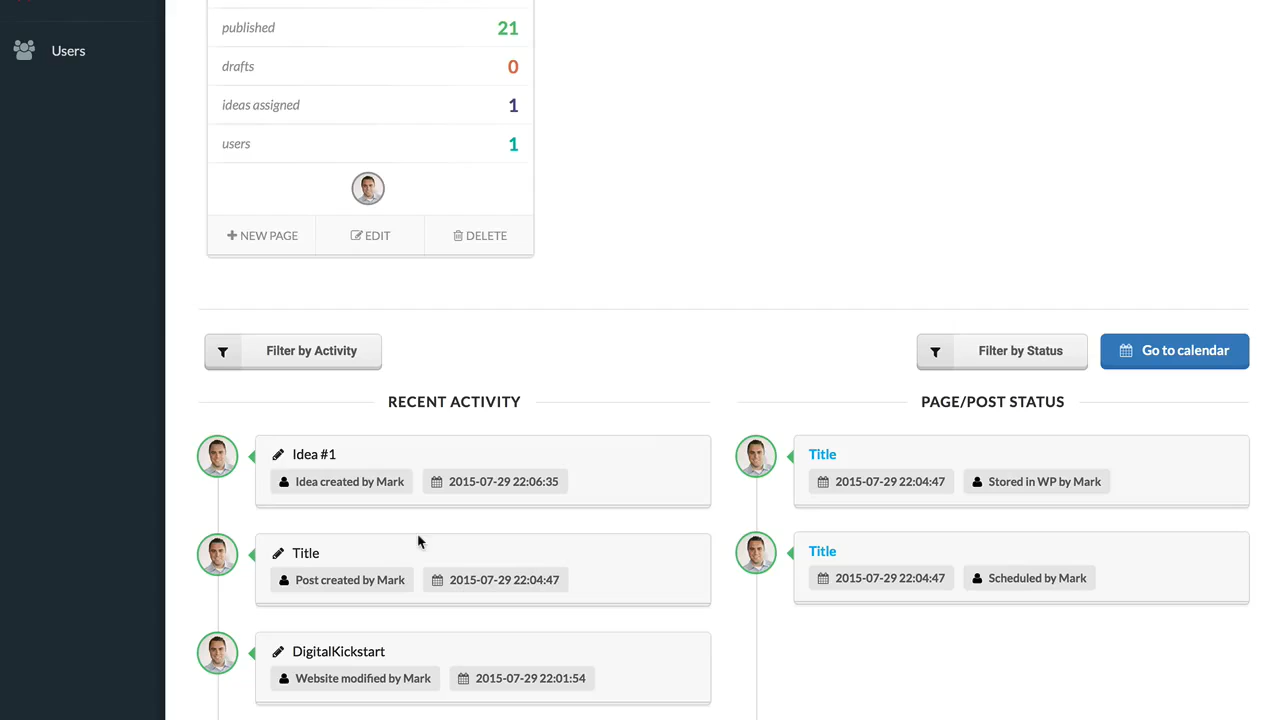 Users
published 21
drafts 0
ideas assigned 1
users 1
NEW PAGE EDIT DELETE
Filter by Activity
Filter by Status
Go to calendar
RECENT ACTIVITY
Idea #1
Idea created by Mark 2015-07-29 22:06:35
Title
Post created by Mark 2015-07-29 22:04:47
DigitalKickstart
Website modified by Mark 2015-07-29 22:01:54
PAGE/POST STATUS
Title
2015-07-29 22:04:47 Stored in WP by Mark
Title
2015-07-29 22:04:47 Scheduled by Mark